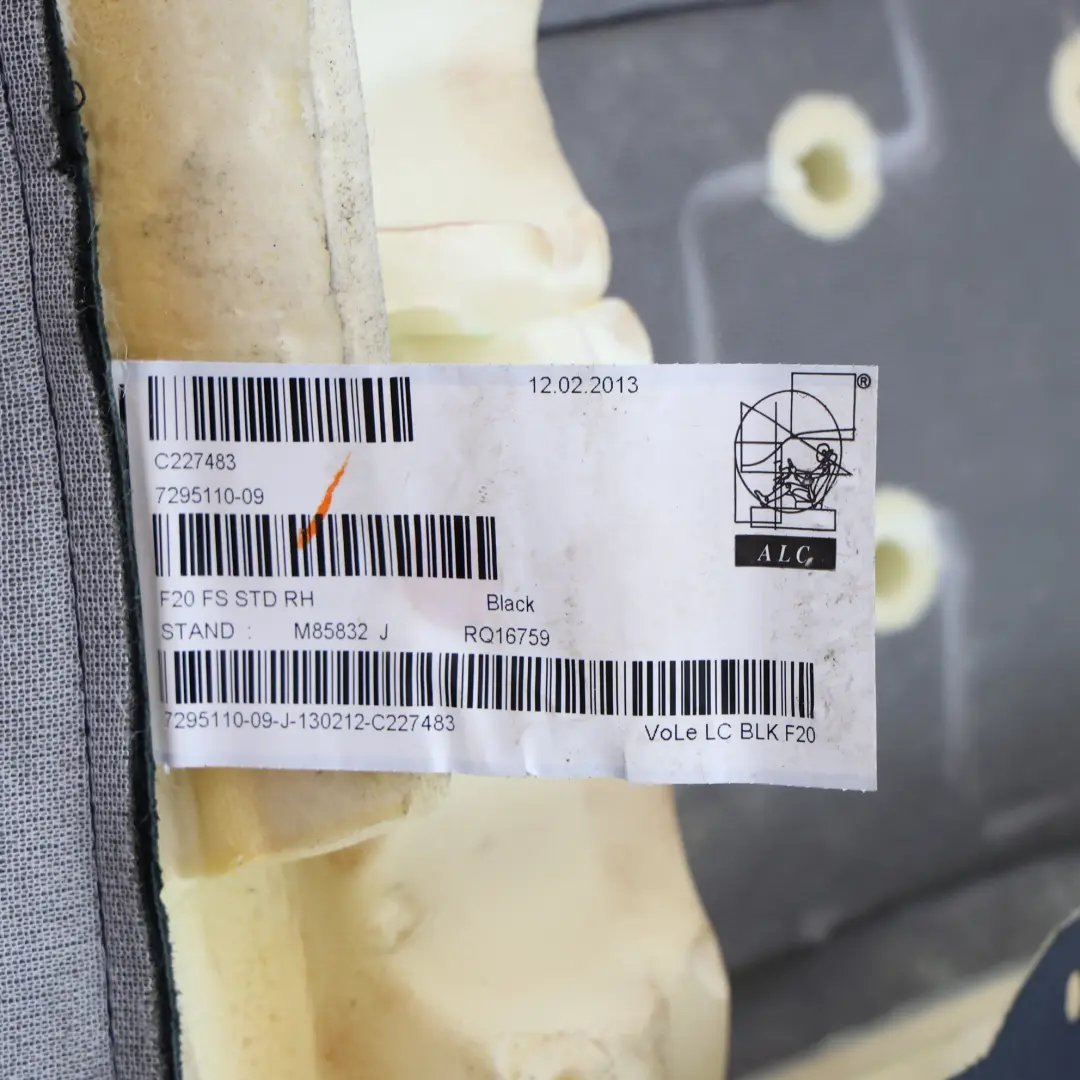 12.02.2013
®
C227483
7295110-09
ALC
F20 FS STD RH Black
STAND : M85832 J RQ16759
7295110-09-J-130212-C227483 VoLe LC BLK F20